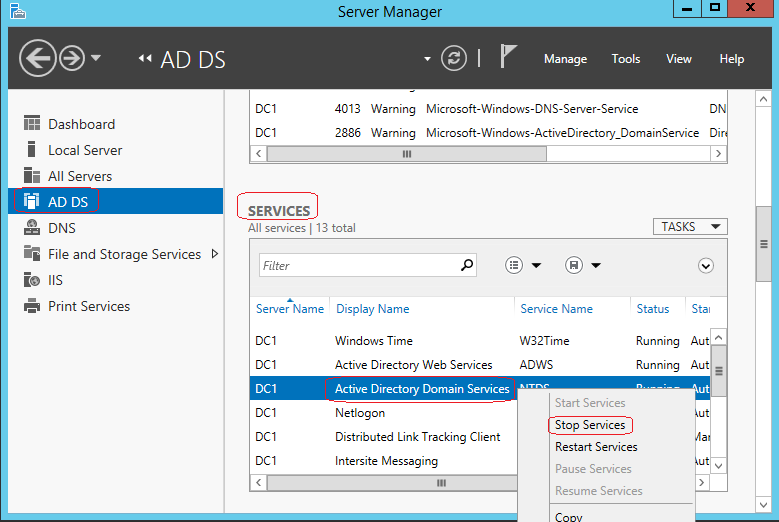 Server Manager
AD DS Manage Tools View Help
Dashboard
Local Server
All Servers
AD DS
DNS
File and Storage Services
IIS
Print Services
DC1 4013 Warning Microsoft-Windows-DNS-Server-Service DN
DC1 2886 Warning Microsoft-Windows-ActiveDirectory_DomainService Dire
SERVICES
All services | 13 total
TASKS
Filter
Server Name Display Name Service Name Status Star
DC1 Windows Time W32Time Running Aut
DC1 Active Directory Web Services ADWS Running Aut
DC1 Active Directory Domain Services NTDS Running Aut
DC1 Netlogon
DC1 Distributed Link Tracking Client
DC1 Intersite Messaging
Start Services
Stop Services
Restart Services
Pause Services
Resume Services
Copy